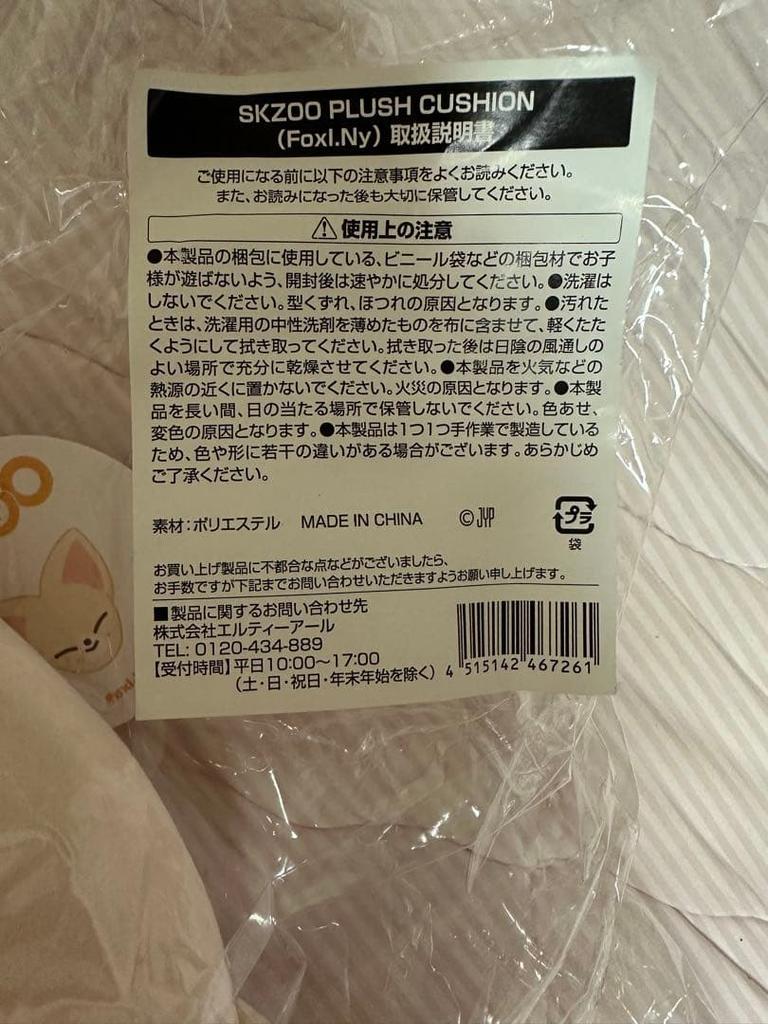 SKZOO PLUSH CUSHION
(FoxI.Ny) 取扱説明書
ご使用になる前に以下の注意事項をよくお読みください。
また、お読みになった後も大切に保管してください。
⚠使用上の注意
●本製品の梱包に使用している、ビニール袋などの梱包材でお子
様が遊ばないよう、開封後は速やかに処分してください。●洗濯は
しないでください。型くずれ、ほつれの原因となります。●汚れた
ときは、洗濯用の中性洗剤を薄めたものを布に含ませて、軽くたた
くようにして拭き取ってください。拭き取った後は日陰の風通しの
よい場所で充分に乾燥させてください。●本製品を火気などの
熱源の近くに置かないでください。火災の原因となります。●本製
品を長い間、日の当たる場所で保管しないでください。色あせ、
変色の原因となります。●本製品は1つ1つ手作業で製造している
ため、色や形に若干の違いがある場合がございます。あらかじめ
ご了承ください。
素材：ポリエステル MADE IN CHINA ©JYP
プラ
袋
お買い上げ製品に不都合な点などがございましたら、
お手数ですが下記までお問い合わせいただきますようお願い申し上げます。
■製品に関するお問い合わせ先
株式会社エルティーアール
TEL: 0120-434-889
【受付時間】平日10:00～17:00
（土・日・祝日・年末年始を除く）
4 515142 467261